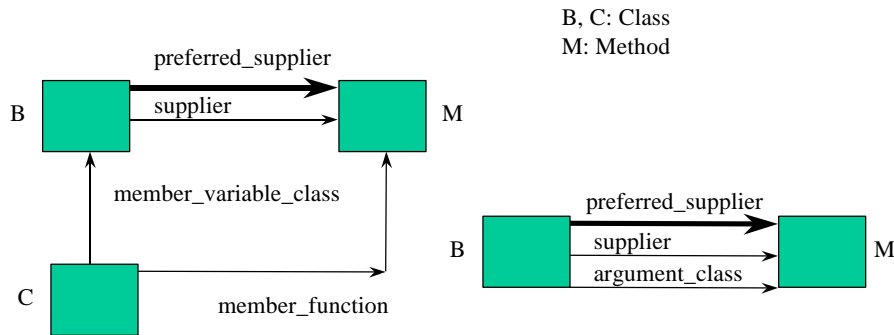 B, C: Class
M: Method
preferred_supplier
B
supplier
M
member_variable_class
C
member_function
preferred_supplier
B
supplier
M
argument_class